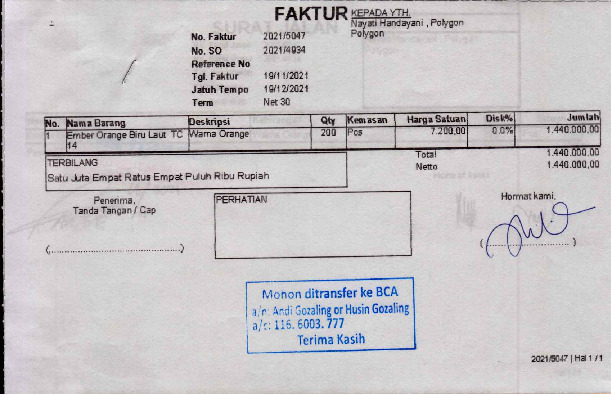 FAKTUR
KEPADA YTH.
Nayati Handayani , Polygon
Polygon
No. Faktur 2021/5047
No. SO 2021/4934
Reference No
Tgl. Faktur 19/11/2021
Jatuh Tempo 19/12/2021
Term Net 30
No. Nama Barang Deskripsi Qty Kemasan Harga Satuan Disk% Jumlah
1 Ember Orange Biru Laut TC 14 Warna Orange 200 Pcs 7.200,00 0.0% 1.440.000,00
Total 1.440.000,00
Netto 1.440.000,00
TERBILANG
Satu Juta Empat Ratus Empat Puluh Ribu Rupiah
Penerima,
Tanda Tangan / Cap
PERHATIAN
Hormat kami,
(..............................)
(..............................)
Mohon ditransfer ke BCA
a/n: Andi Gozaling or Husin Gozaling
a/c: 116. 6003. 777
Terima Kasih
2021/5047 | Hal 1 / 1